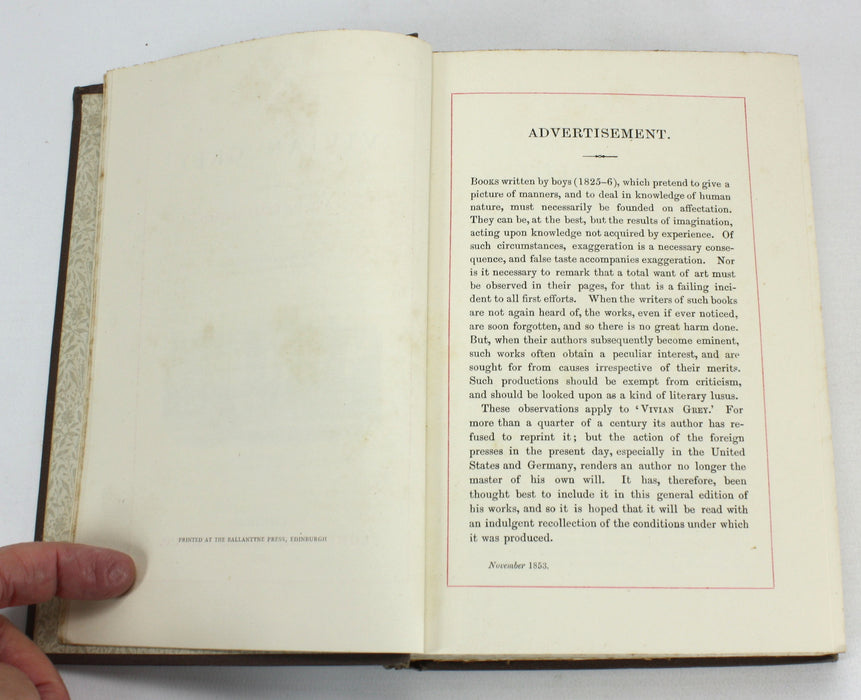 PRINTED AT THE BALLANTYNE PRESS, EDINBURGH
ADVERTISEMENT.
BOOKS written by boys (1825–6), which pretend to give a
picture of manners, and to deal in knowledge of human
nature, must necessarily be founded on affectation.
They can be, at the best, but the results of imagination,
acting upon knowledge not acquired by experience. Of
such circumstances, exaggeration is a necessary conse-
quence, and false taste accompanies exaggeration. Nor
is it necessary to remark that a total want of art must
be observed in their pages, for that is a failing inci-
dent to all first efforts. When the writers of such books
are not again heard of, the works, even if ever noticed,
are soon forgotten, and so there is no great harm done.
But, when their authors subsequently become eminent,
such works often obtain a peculiar interest, and are
sought for from causes irrespective of their merits.
Such productions should be exempt from criticism,
and should be looked upon as a kind of literary lusus.
These observations apply to ‘VIVIAN GREY.’ For
more than a quarter of a century its author has re-
fused to reprint it; but the action of the foreign
presses in the present day, especially in the United
States and Germany, renders an author no longer the
master of his own will. It has, therefore, been
thought best to include it in this general edition of
his works, and so it is hoped that it will be read with
an indulgent recollection of the conditions under which
it was produced.
November 1853.